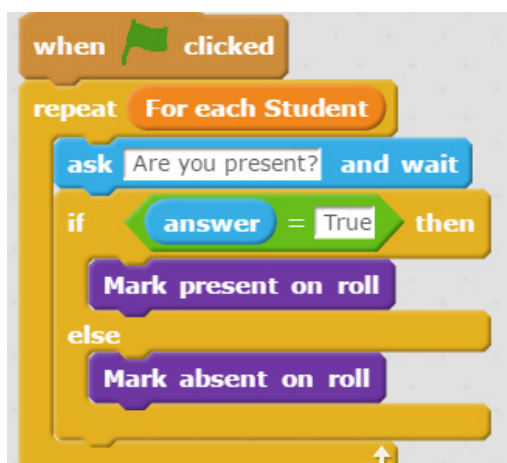 when clicked
repeat For each Student
ask Are you present? and wait
if answer = True then
Mark present on roll
else
Mark absent on roll